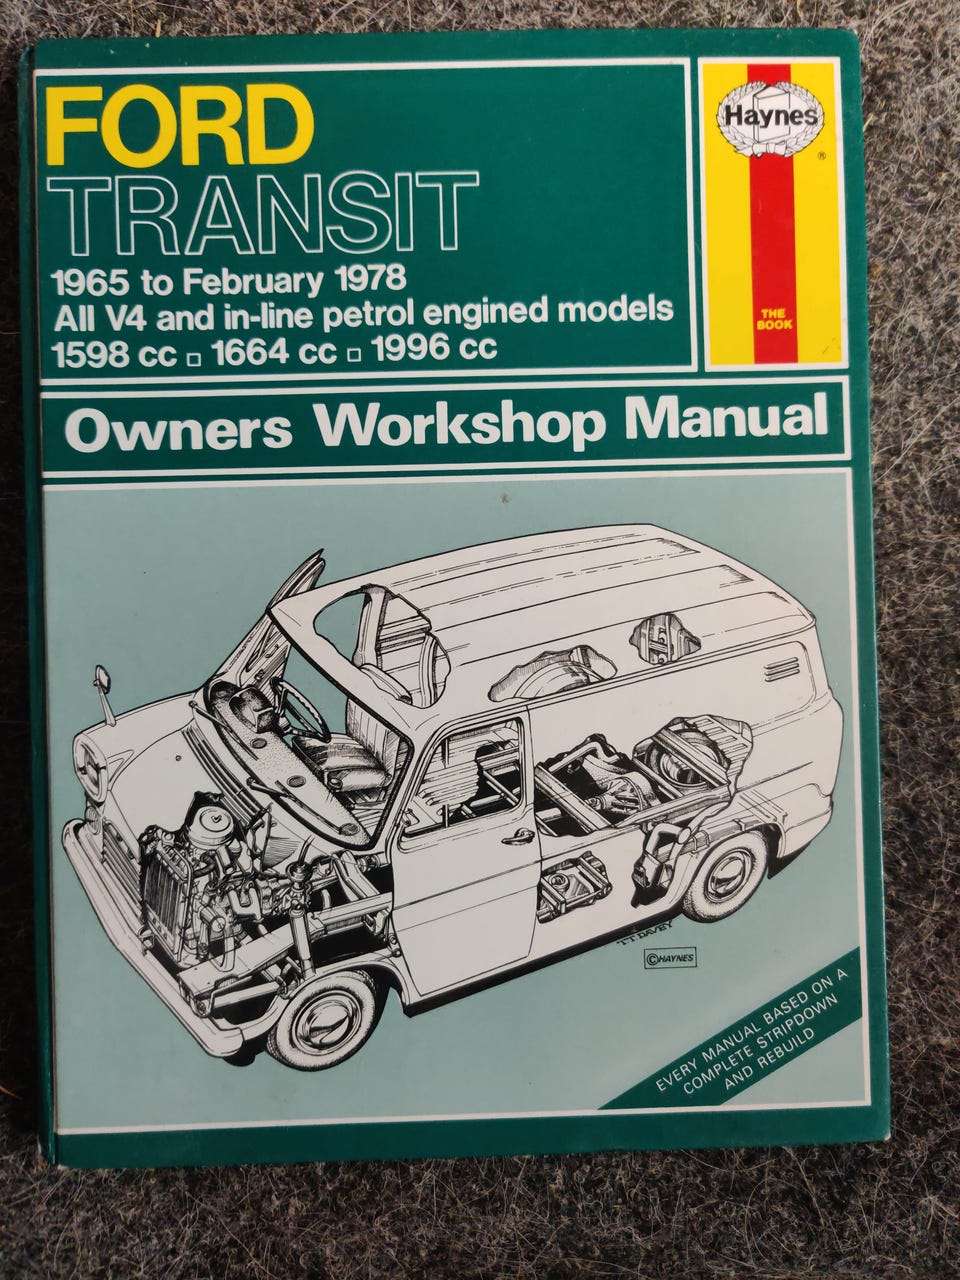 FORD
TRANSIT
1965 to February 1978
All V4 and in-line petrol engined models
1598 cc □ 1664 cc □ 1996 cc
Haynes
®
THE
BOOK
Owners Workshop Manual
©HAYNES
EVERY MANUAL BASED ON A
COMPLETE STRIPDOWN
AND REBUILD